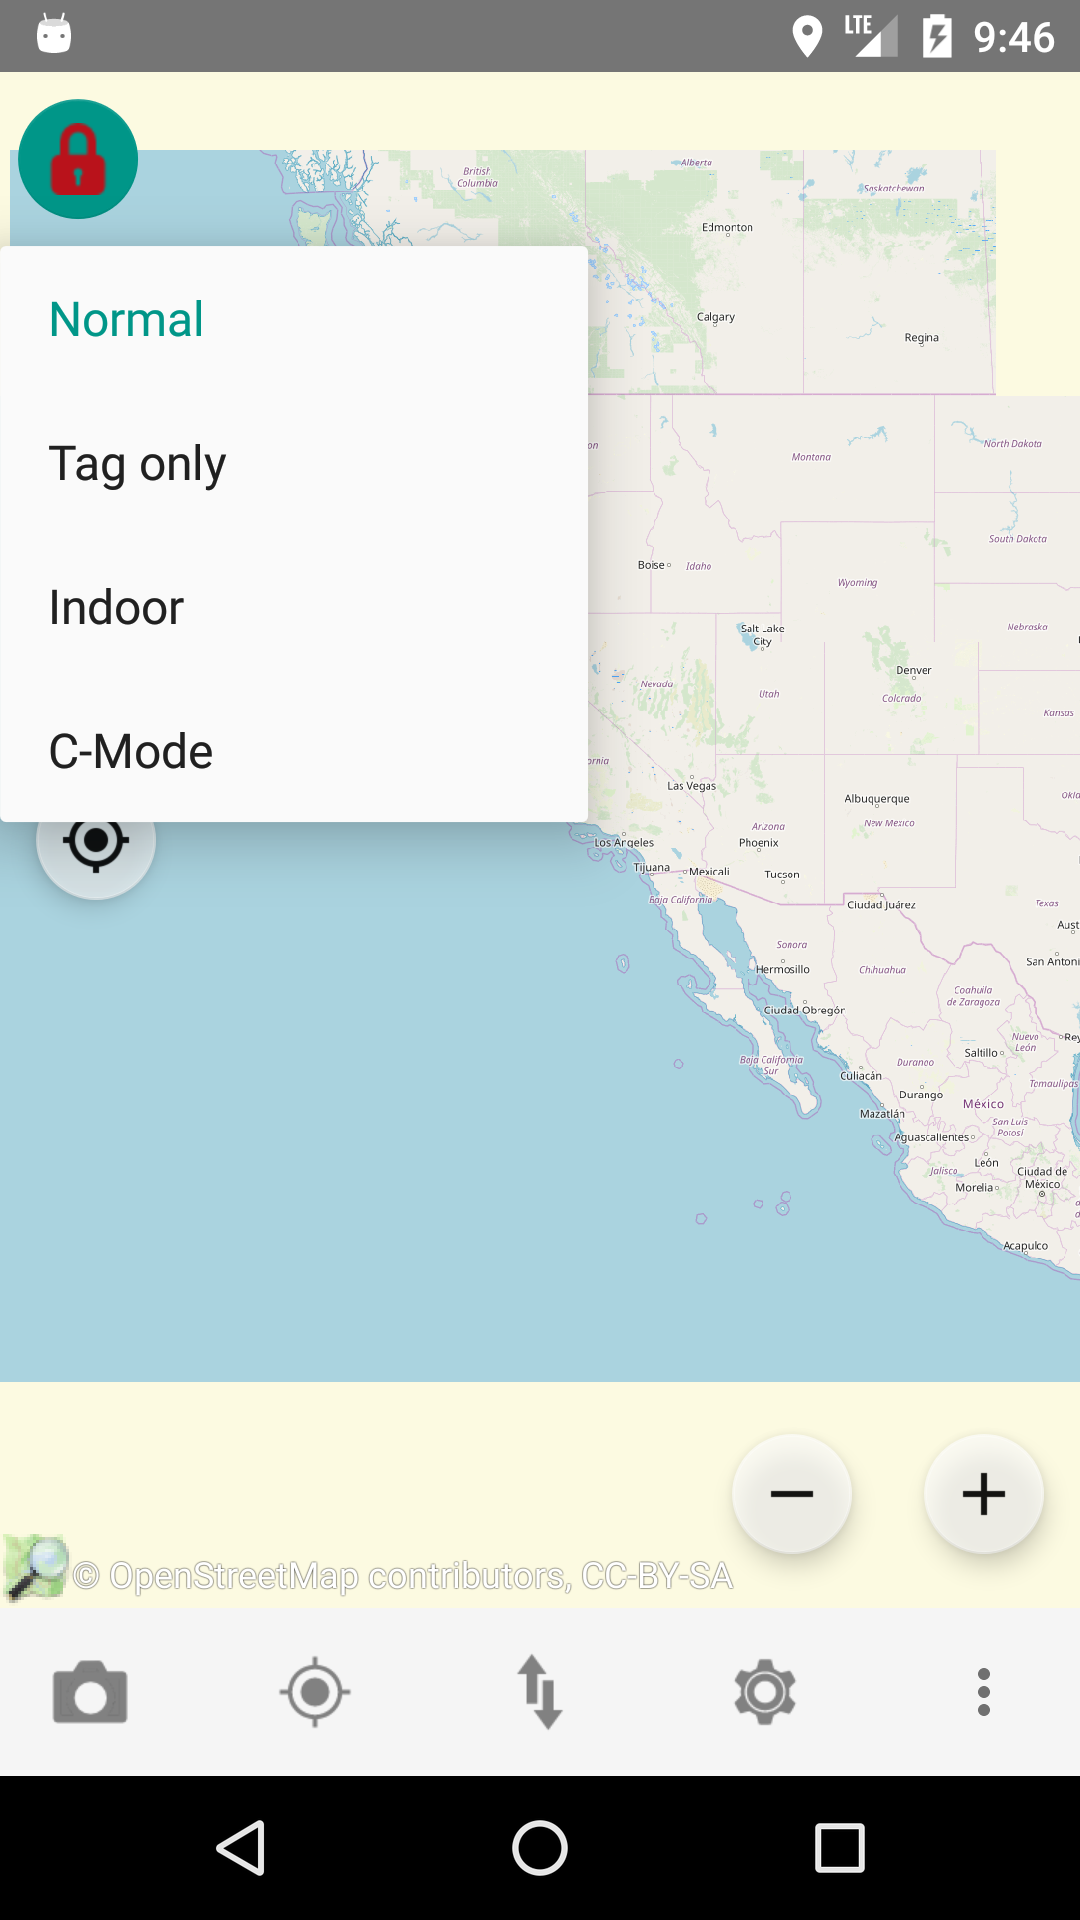 LTE 9:46
British
Columbia
Alberta
Saskatchewan
Edmonton
Calgary
Regina
Normal
Tag only
Indoor
C-Mode
Montana
North Dakota
South Dakota
Boise
Idaho
Wyoming
Nebraska
Salt Lake
City
Nevada
Utah
Denver
Colorado
Kansas
Las Vegas
Albuquerque
New Mexico
Arizona
Los Angeles
Phoenix
Tijuana
Mexicali
Tucson
Baja California
Ciudad Juárez
Texas
Aust
San Antoni
Sonora
Hermosillo
Chihuahua
Coahuila
de Zaragoza
Ciudad Obregón
Nuevo
León
Rey
Saltillo
Baja California
Sur
Durango
Culiacán
Tamaulipas
Durango
México
Mazatlán
San Luis
Potosí
Aguascalientes
León
Jalisco
Ciudad de
México
Morelia
Acapulco
© OpenStreetMap contributors, CC-BY-SA